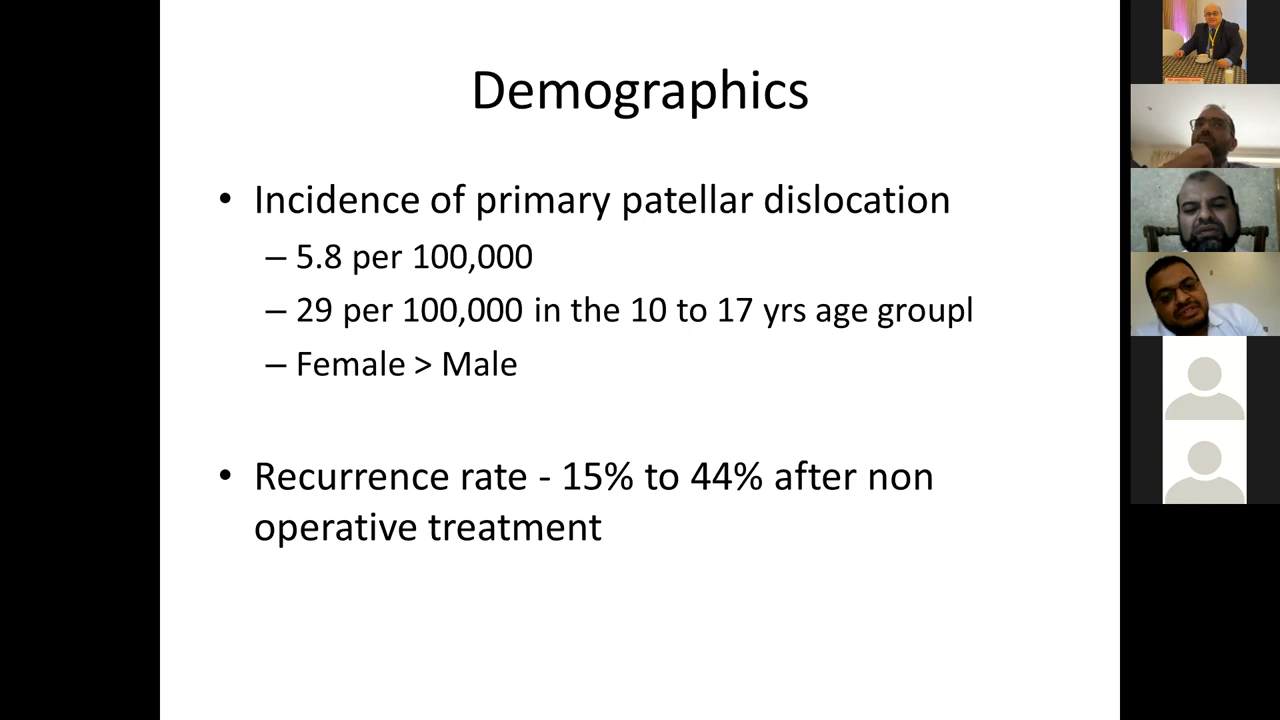 Demographics
• Incidence of primary patellar dislocation
– 5.8 per 100,000
– 29 per 100,000 in the 10 to 17 yrs age groupl
– Female > Male
• Recurrence rate - 15% to 44% after non
operative treatment